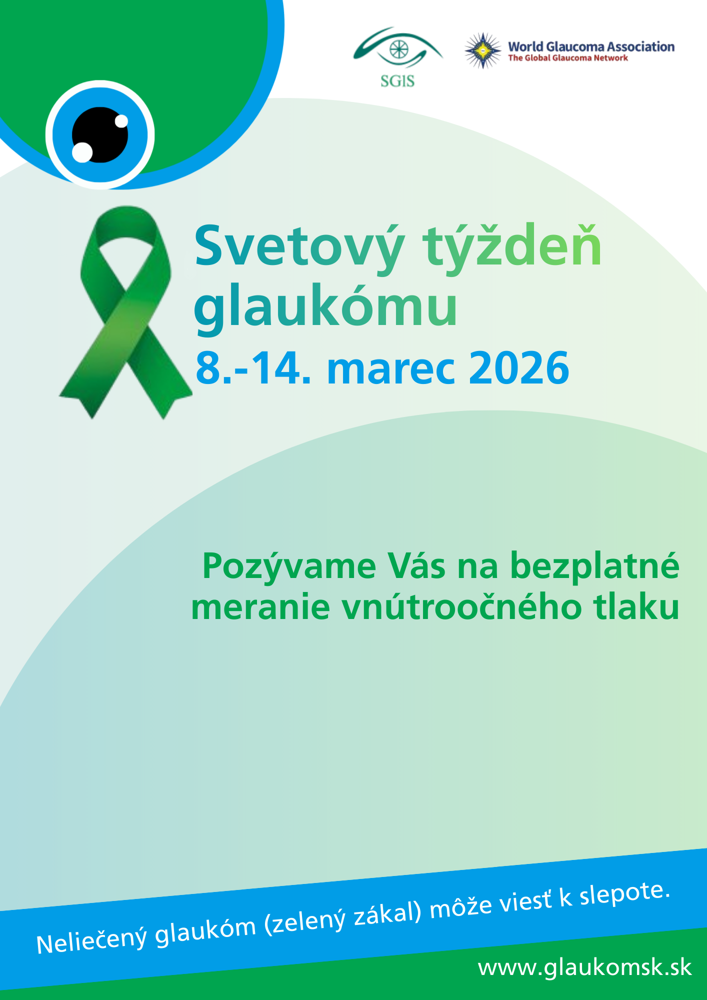 SGlS
World Glaucoma Association
The Global Glaucoma Network
Svetový týždeň
glaukómu
8.-14. marec 2026
Pozývame Vás na bezplatné
meranie vnútroočného tlaku
Neliečený glaukóm (zelený zákal) môže viesť k slepote.
www.glaukomsk.sk